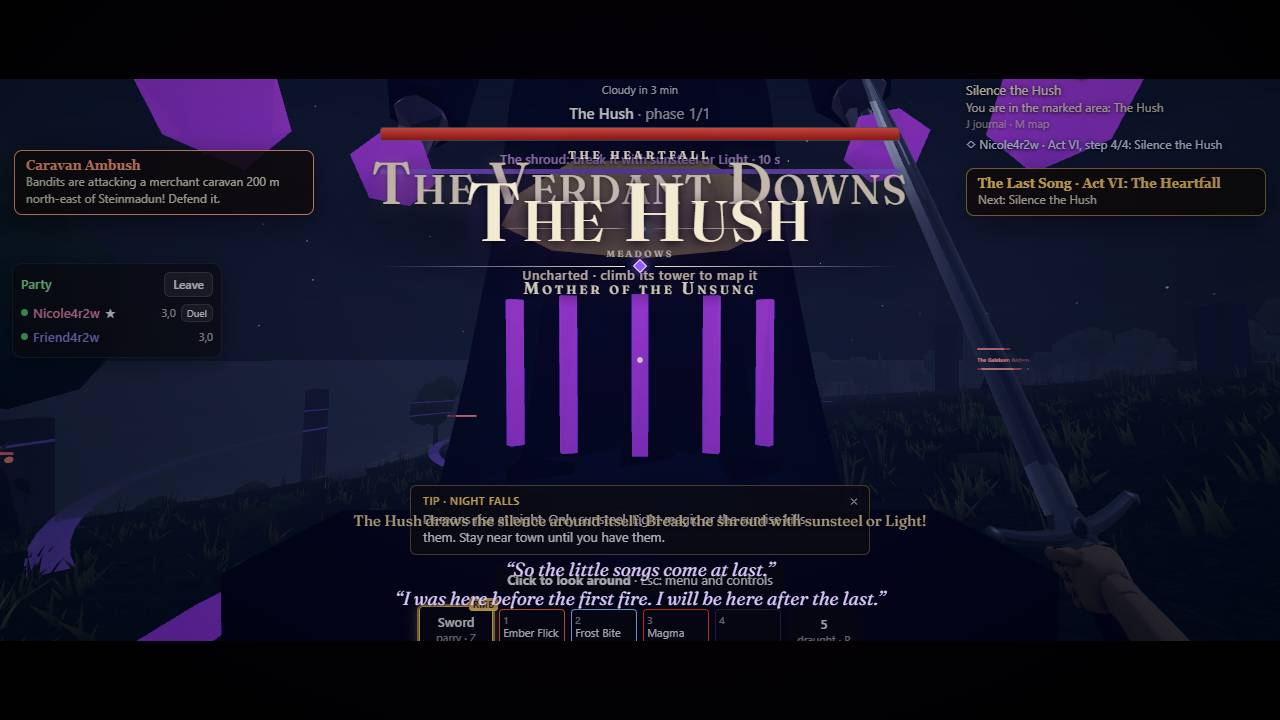 Cloudy in 3 min
The Hush · phase 1/1
Silence the Hush
You are in the marked area: The Hush
J journal · M map
◇ Nicole4r2w · Act VI, step 4/4: Silence the Hush
The Last Song · Act VI: The Heartfall
Next: Silence the Hush
Caravan Ambush
Bandits are attacking a merchant caravan 200 m
north-east of Steinmadun! Defend it.
The shroud: break it with sunsteel or Light · 10 s
THE HEARTFALL
THE VERDANT DOWNS
THE HUSH
MEADOWS
Uncharted · climb its tower to map it
MOTHER OF THE UNSUNG
Party
Leave
Nicole4r2w ★
3,0
Duel
Friend4r2w
3,0
TIP · NIGHT FALLS
×
The Hush draws the silence around itself! Break the shroud with sunsteel or Light!
them. Stay near town until you have them.
“So the little songs come at last.”
Click to look around · Esc: menu and controls
“I was here before the first fire. I will be here after the last.”
Sword
parry · Z
1
Ember Flick
2
Frost Bite
3
Magma
4
5
draught · R